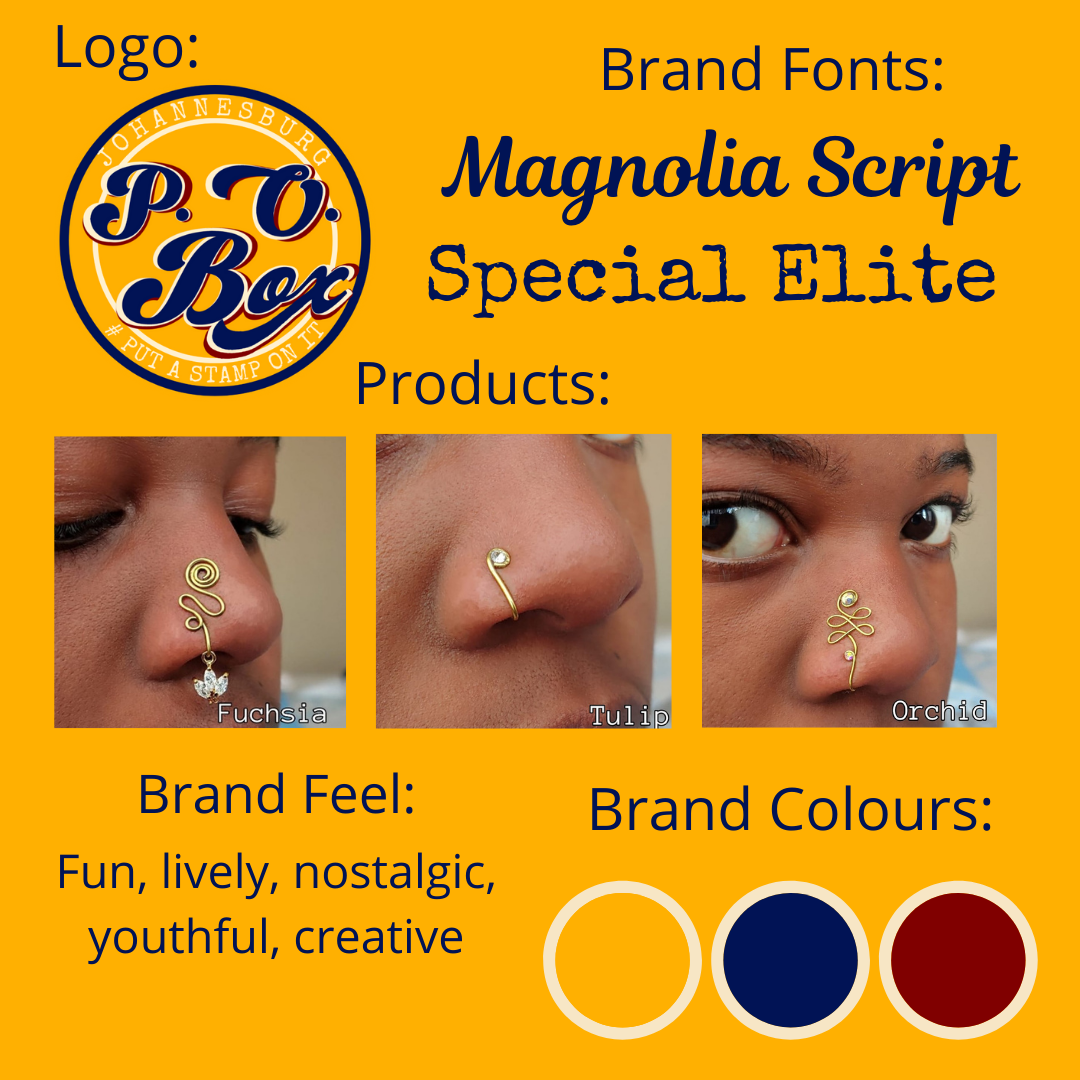 Logo:
Brand Fonts:
JOHANNESBURG
P. O.
Box
# PUT A STAMP ON IT
Magnolia Script
Special Elite
Products:
Fuchsia
Tulip
Orchid
Brand Feel:
Fun, lively, nostalgic,
youthful, creative
Brand Colours: